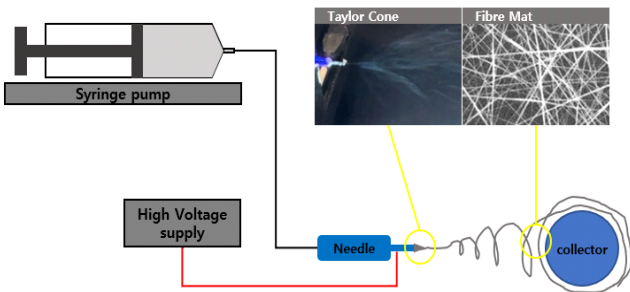 Taylor Cone
Fibre Mat
Syringe pump
High Voltage
supply
Needle
collector